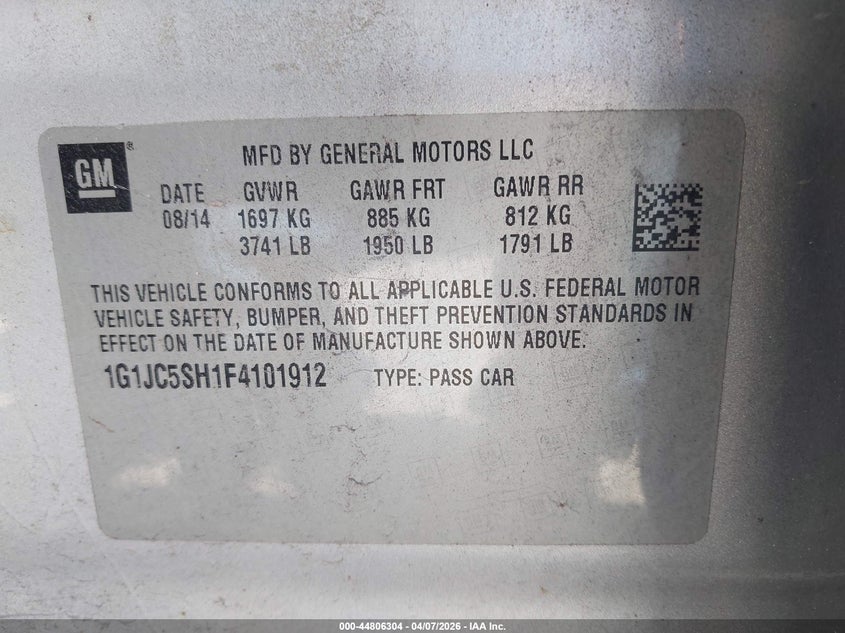 GM®
MFD BY GENERAL MOTORS LLC
DATE GVWR GAWR FRT GAWR RR
08/14 1697 KG 885 KG 812 KG
3741 LB 1950 LB 1791 LB
THIS VEHICLE CONFORMS TO ALL APPLICABLE U.S. FEDERAL MOTOR
VEHICLE SAFETY, BUMPER, AND THEFT PREVENTION STANDARDS IN
EFFECT ON THE DATE OF MANUFACTURE SHOWN ABOVE.
1G1JC5SH1F4101912 TYPE: PASS CAR
000-44806304 | 04/07/2026 | IAA Inc.